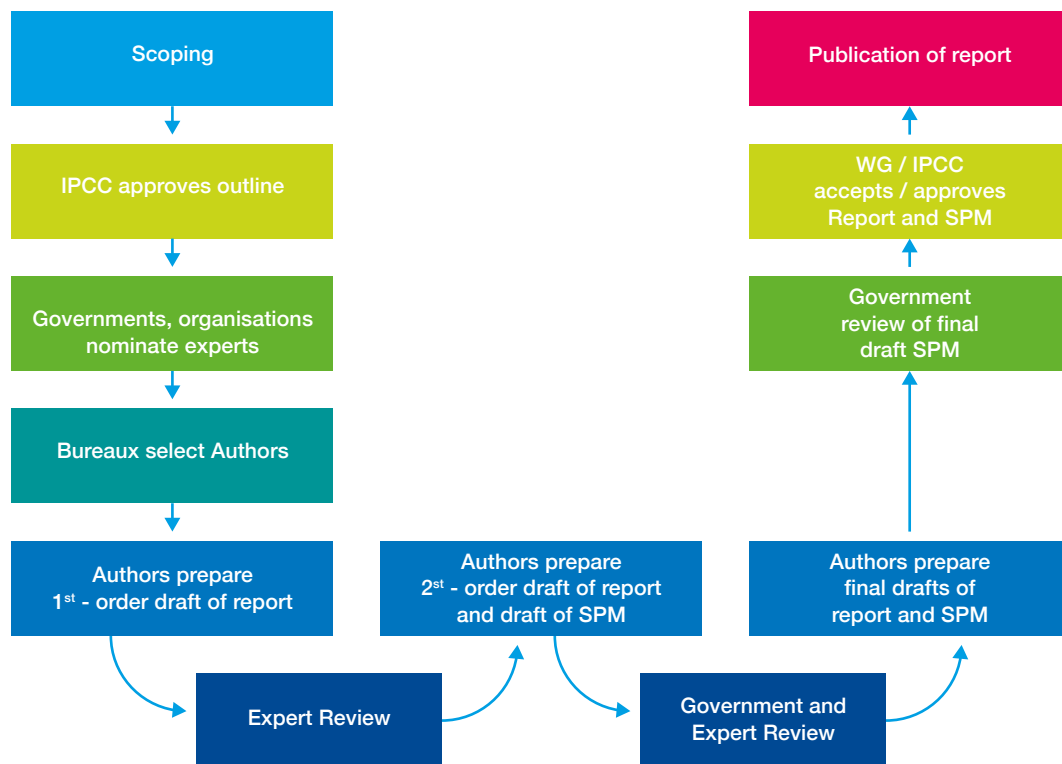 Scoping
IPCC approves outline
Governments, organisations
nominate experts
Bureaux select Authors
Authors prepare
1st - order draft of report
Expert Review
Authors prepare
2st - order draft of report
and draft of SPM
Government and
Expert Review
Authors prepare
final drafts of
report and SPM
Government
review of final
draft SPM
WG / IPCC
accepts / approves
Report and SPM
Publication of report